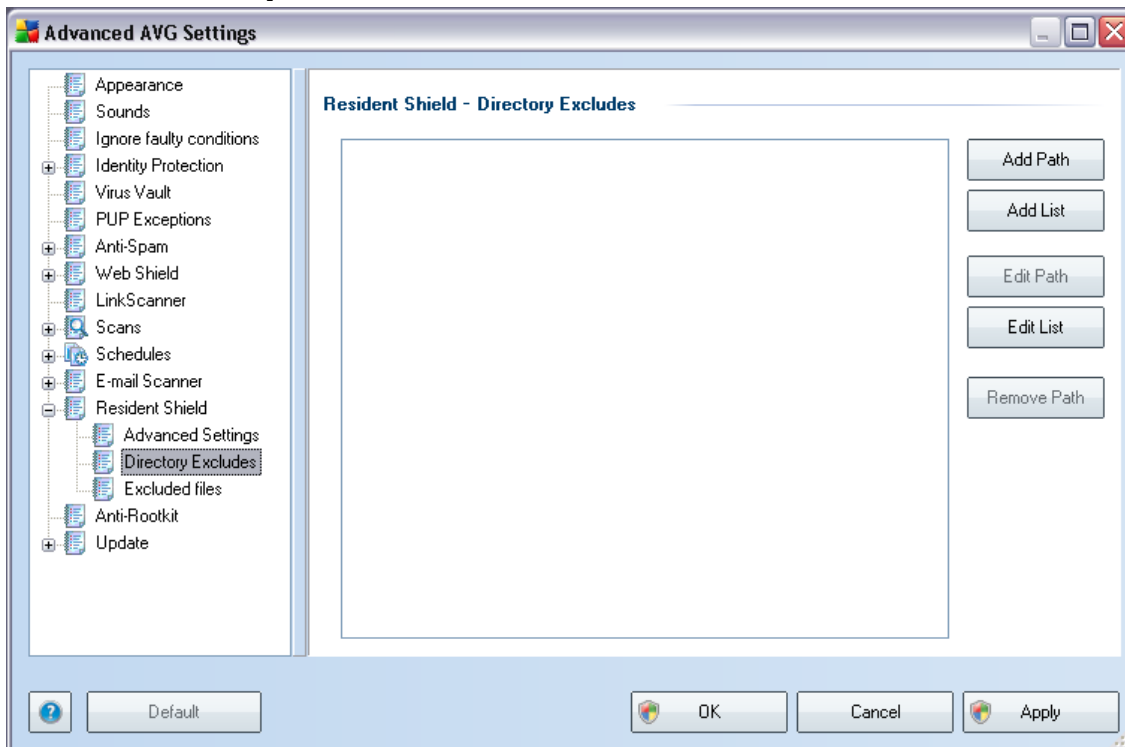 Advanced AVG Settings
Appearance
Sounds
Ignore faulty conditions
Identity Protection
Virus Vault
PUP Exceptions
Anti-Spam
Web Shield
LinkScanner
Scans
Schedules
E-mail Scanner
Resident Shield
Advanced Settings
Directory Excludes
Excluded files
Anti-Rootkit
Update
Resident Shield - Directory Excludes
Add Path
Add List
Edit Path
Edit List
Remove Path
?
Default
OK
Cancel
Apply